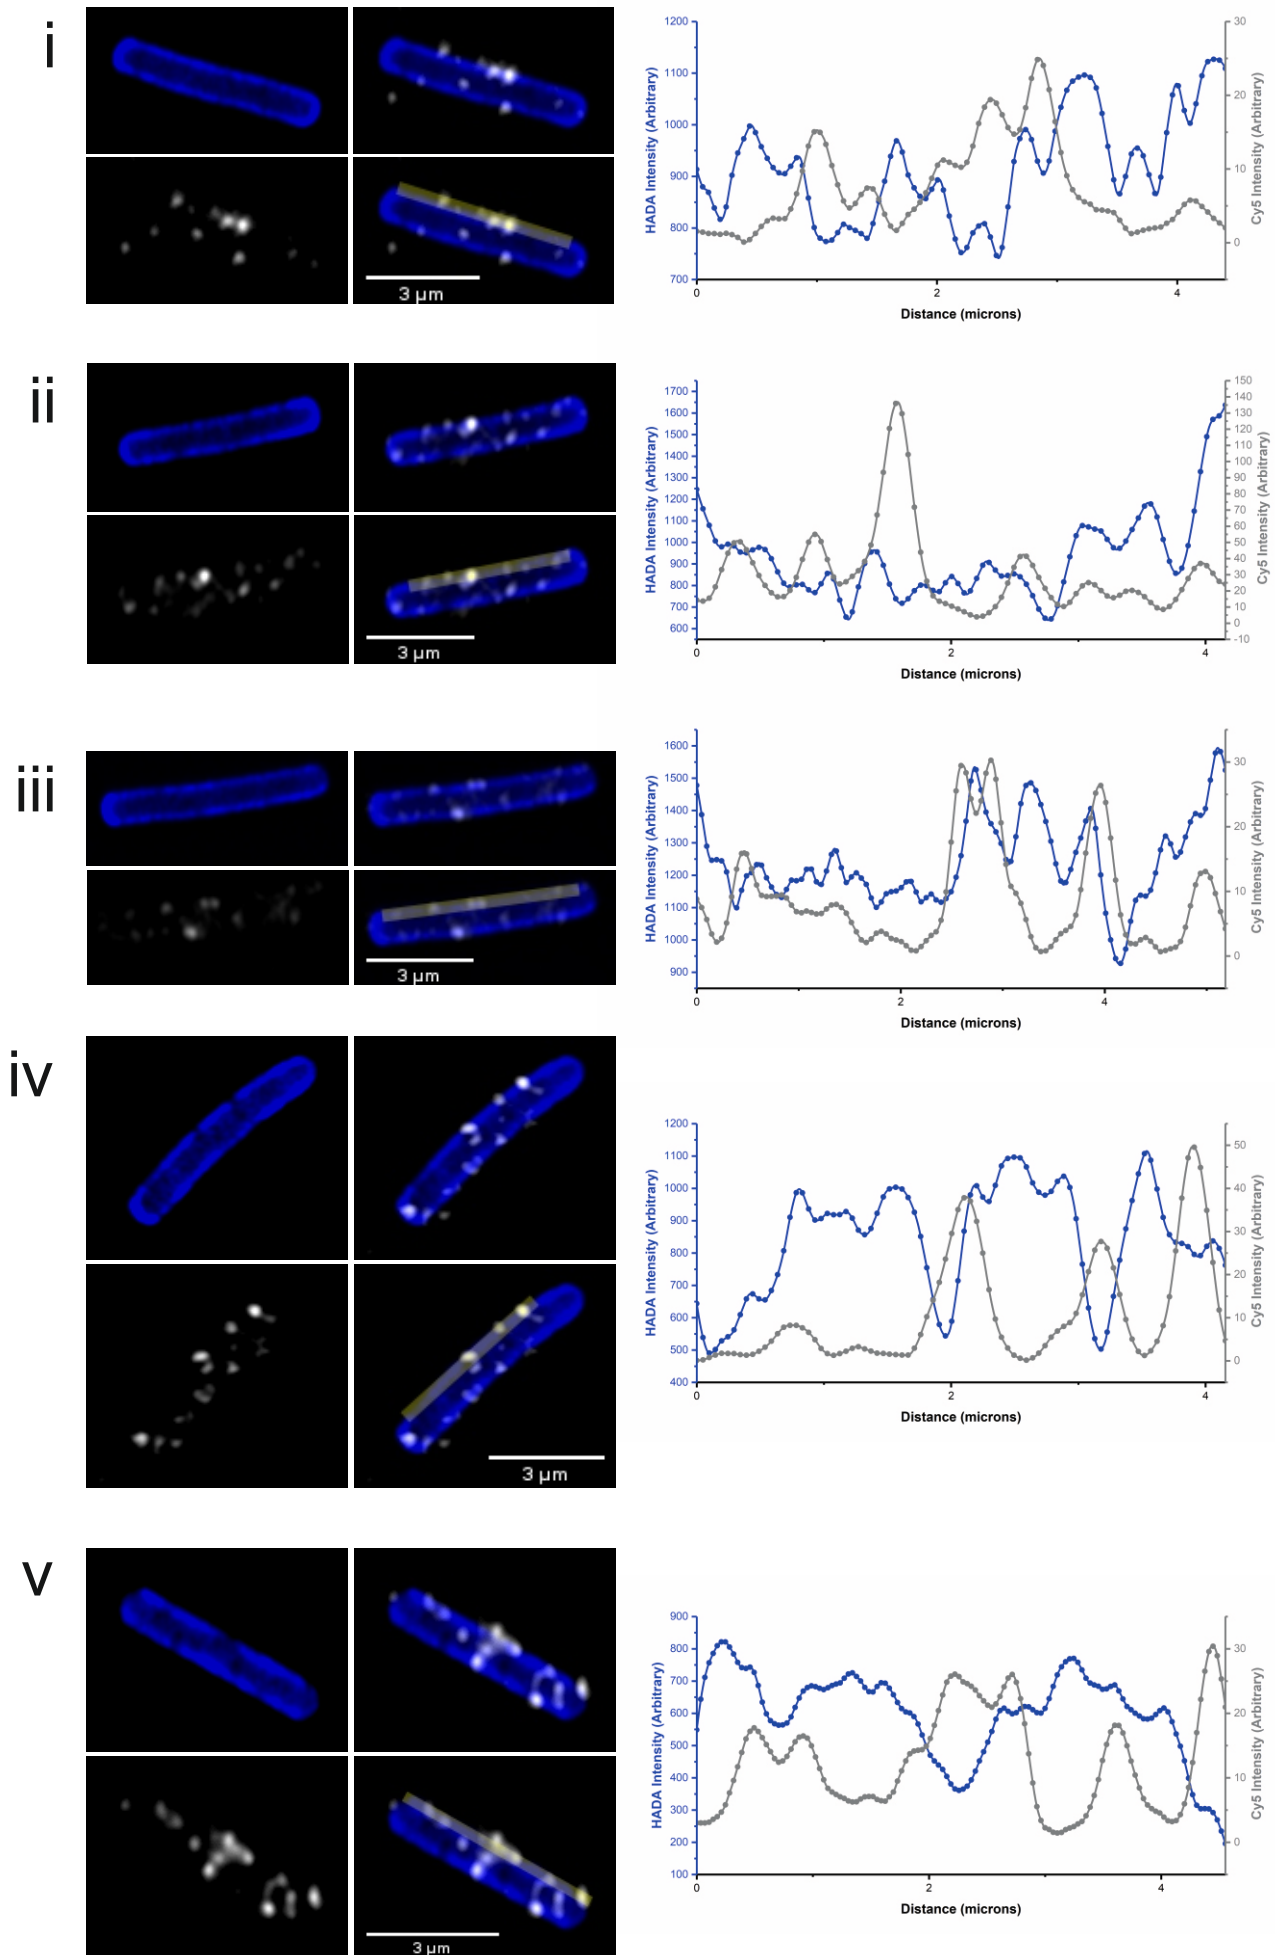 i
3 µm
HADA Intensity (Arbitrary)
1200
1100
1000
900
800
700
30
20
10
0
Cy5 Intensity (Arbitrary)
0 2 4
Distance (microns)
ii
3 µm
HADA Intensity (Arbitrary)
1700
1600
1500
1400
1300
1200
1100
1000
900
800
700
600
150
140
130
120
110
100
90
80
70
60
50
40
30
20
10
0
-10
Cy5 Intensity (Arbitrary)
0 2 4
Distance (microns)
iii
3 µm
HADA Intensity (Arbitrary)
1600
1500
1400
1300
1200
1100
1000
900
30
20
10
0
Cy5 Intensity (Arbitrary)
0 2 4
Distance (microns)
iv
3 µm
HADA Intensity (Arbitrary)
1200
1100
1000
900
800
700
600
500
400
50
40
30
20
10
0
Cy5 Intensity (Arbitrary)
0 2 4
Distance (microns)
v
3 µm
HADA Intensity (Arbitrary)
900
800
700
600
500
400
300
200
100
30
20
10
0
Cy5 Intensity (Arbitrary)
0 2 4
Distance (microns)